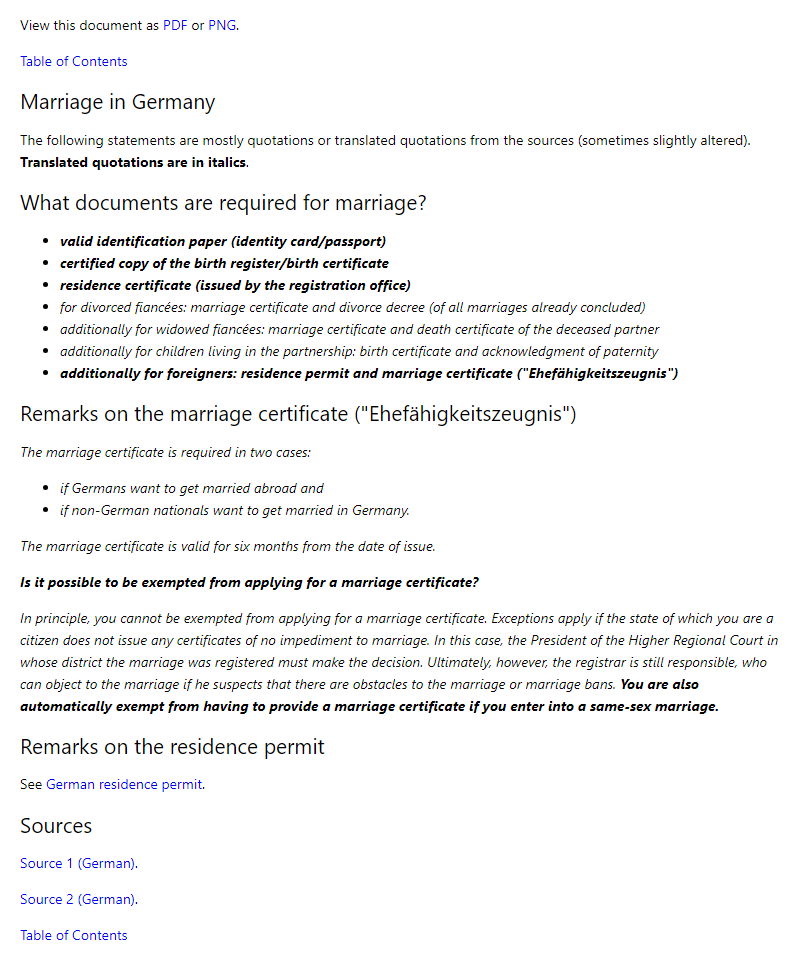 View this document as PDF or PNG.
Table of Contents
Marriage in Germany
The following statements are mostly quotations or translated quotations from the sources (sometimes slightly altered).
Translated quotations are in italics.
What documents are required for marriage?
• valid identification paper (identity card/passport)
• certified copy of the birth register/birth certificate
• residence certificate (issued by the registration office)
• for divorced fiancées: marriage certificate and divorce decree (of all marriages already concluded)
• additionally for widowed fiancées: marriage certificate and death certificate of the deceased partner
• additionally for children living in the partnership: birth certificate and acknowledgment of paternity
• additionally for foreigners: residence permit and marriage certificate ("Ehefähigkeitszeugnis")
Remarks on the marriage certificate ("Ehefähigkeitszeugnis")
The marriage certificate is required in two cases:
• if Germans want to get married abroad and
• if non-German nationals want to get married in Germany.
The marriage certificate is valid for six months from the date of issue.
Is it possible to be exempted from applying for a marriage certificate?
In principle, you cannot be exempted from applying for a marriage certificate. Exceptions apply if the state of which you are a
citizen does not issue any certificates of no impediment to marriage. In this case, the President of the Higher Regional Court in
whose district the marriage was registered must make the decision. Ultimately, however, the registrar is still responsible, who
can object to the marriage if he suspects that there are obstacles to the marriage or marriage bans. You are also
automatically exempt from having to provide a marriage certificate if you enter into a same-sex marriage.
Remarks on the residence permit
See German residence permit.
Sources
Source 1 (German).
Source 2 (German).
Table of Contents